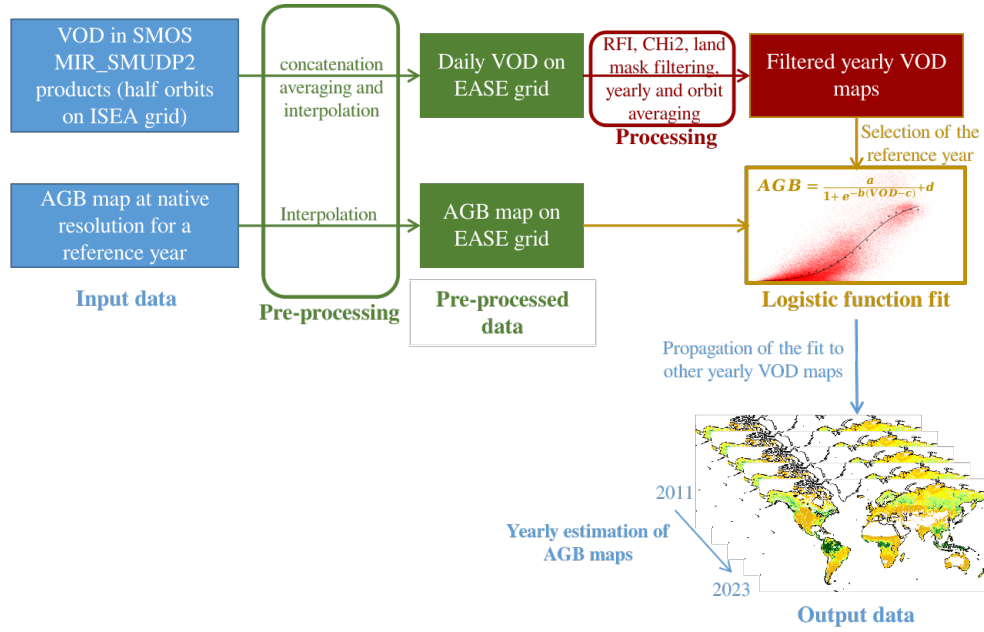 VOD in SMOS
MIR_SMUDP2
products (half orbits
on ISEA grid)
concatenation
averaging and
interpolation
Daily VOD on
EASE grid
RFI, CHi2, land
mask filtering,
yearly and orbit
averaging
Processing
Filtered yearly VOD
maps
Selection of the
reference year
AGB map at native
resolution for a
reference year
Interpolation
AGB map on
EASE grid
AGB = a / (1 + e^{-b(VOD-c)}) + d
Input data
Pre-processing
Pre-processed
data
Logistic function fit
Propagation of the fit to
other yearly VOD maps
2011
Yearly estimation of
AGB maps
2023
Output data